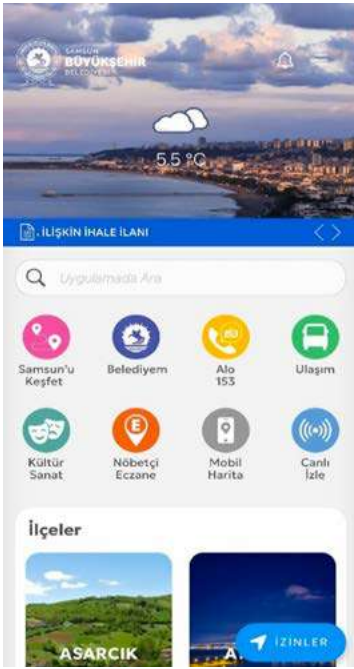 SAMSUN
BÜYÜKŞEHİR
BELEDİYESİ
5.5 °C
. İLİŞKİN İHALE İLANI
Uygulamada Ara
Samsun'u
Keşfet
Belediyem
Alo
153
Ulaşım
Kültür
Sanat
E
Nöbetçi
Eczane
Mobil
Harita
Canlı
İzle
İlçeler
ASARCIK
İZİNLER